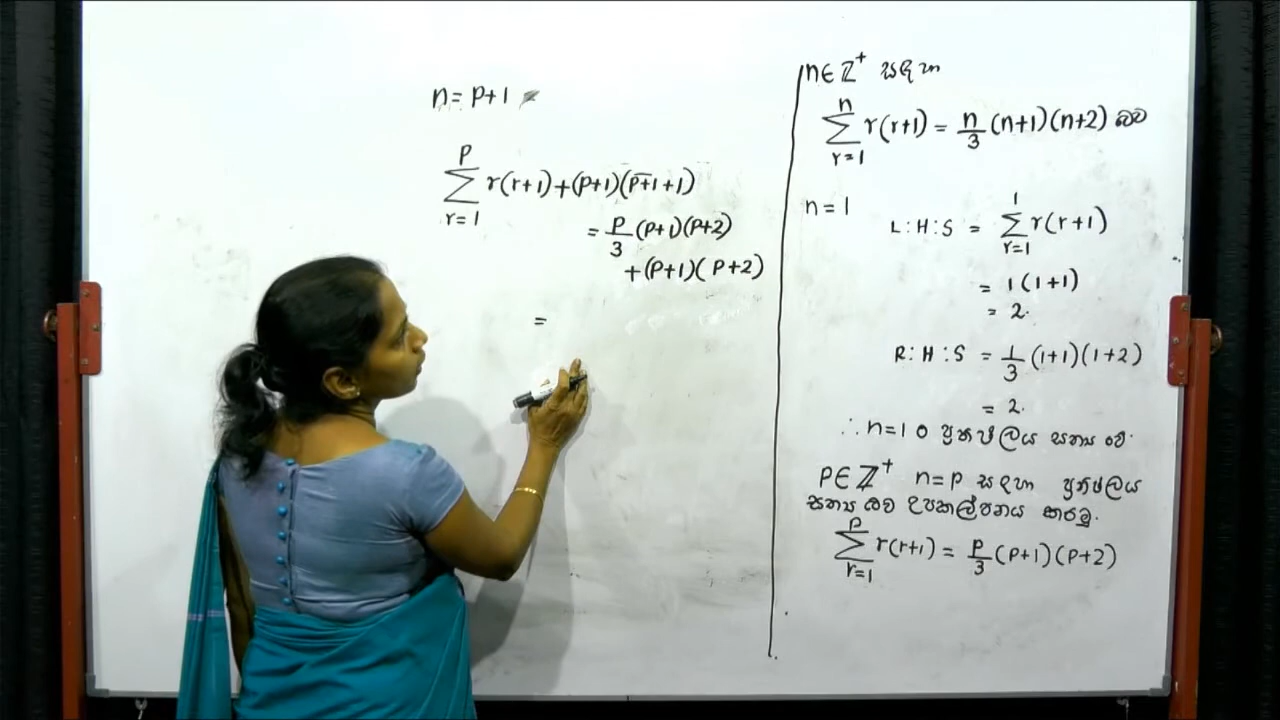 n = P+1
∑_{r=1}^{P} r(r+1)+(P+1)(P+1+1)
= P/3 (P+1)(P+2)
+(P+1)(P+2)
=
n∈ℤ⁺ සඳහා
∑_{r=1}^{n} r(r+1) = n/3 (n+1)(n+2) බව
n = 1
L:H:S = ∑_{r=1}^{1} r(r+1)
= 1(1+1)
= 2.
R:H:S = 1/3 (1+1)(1+2)
= 2.
∴ n=1 ට ප්‍රතිඵලය සත්‍ය වේ.
P∈ℤ⁺ n=P සඳහා ප්‍රතිඵලය
සත්‍ය බව උපකල්පනය කරමු.
∑_{r=1}^{P} r(r+1) = P/3 (P+1)(P+2)